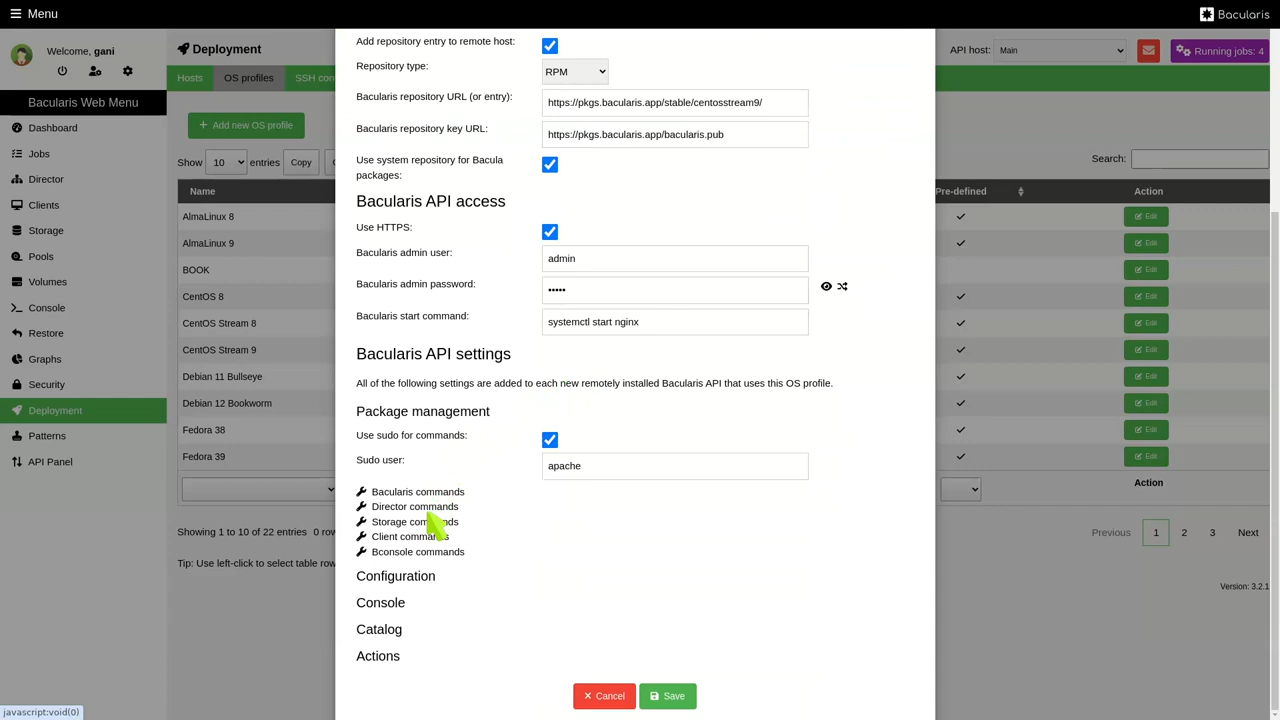 Menu
Bacularis
Welcome, gani
Deployment
API host:
Main
Running jobs: 4
Hosts
OS profiles
SSH con
Bacularis Web Menu
Dashboard
Jobs
Director
Clients
Storage
Pools
Volumes
Console
Restore
Graphs
Security
Deployment
Patterns
API Panel
Add new OS profile
Show 10 entries
Copy
Search:
Name
Pre-defined
Action
AlmaLinux 8
Edit
AlmaLinux 9
Edit
BOOK
Edit
CentOS 8
Edit
CentOS Stream 8
Edit
CentOS Stream 9
Edit
Debian 11 Bullseye
Edit
Debian 12 Bookworm
Edit
Fedora 38
Edit
Fedora 39
Edit
Action
Showing 1 to 10 of 22 entries
Previous 1 2 3 Next
Tip: Use left-click to select table row
Version: 3.2.1
Add repository entry to remote host:
Repository type:
RPM
Bacularis repository URL (or entry):
https://pkgs.bacularis.app/stable/centosstream9/
Bacularis repository key URL:
https://pkgs.bacularis.app/bacularis.pub
Use system repository for Bacula
packages:
Bacularis API access
Use HTTPS:
Bacularis admin user:
admin
Bacularis admin password:
•••••
Bacularis start command:
systemctl start nginx
Bacularis API settings
All of the following settings are added to each new remotely installed Bacularis API that uses this OS profile.
Package management
Use sudo for commands:
Sudo user:
apache
Bacularis commands
Director commands
Storage commands
Client commands
Bconsole commands
Configuration
Console
Catalog
Actions
Cancel
Save
javascript:void(0)